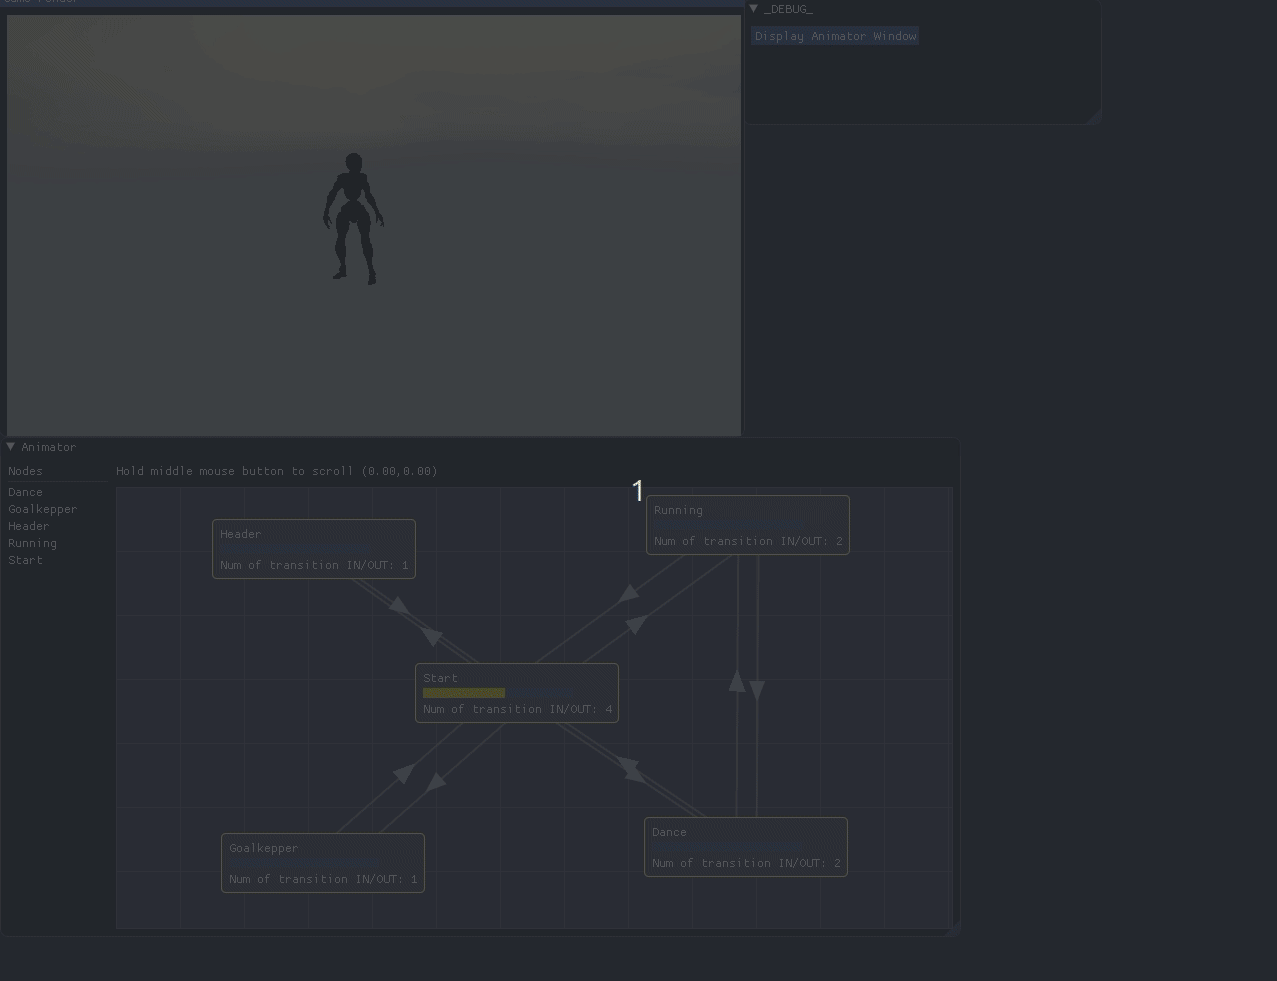 _DEBUG_
Display Animator Window
Animator
Nodes
Dance
Goalkepper
Header
Running
Start
Hold middle mouse button to scroll (0.00,0.00)
1
Running
Num of transition IN/OUT: 2
Header
Num of transition IN/OUT: 1
Start
Num of transition IN/OUT: 4
Goalkepper
Num of transition IN/OUT: 1
Dance
Num of transition IN/OUT: 2